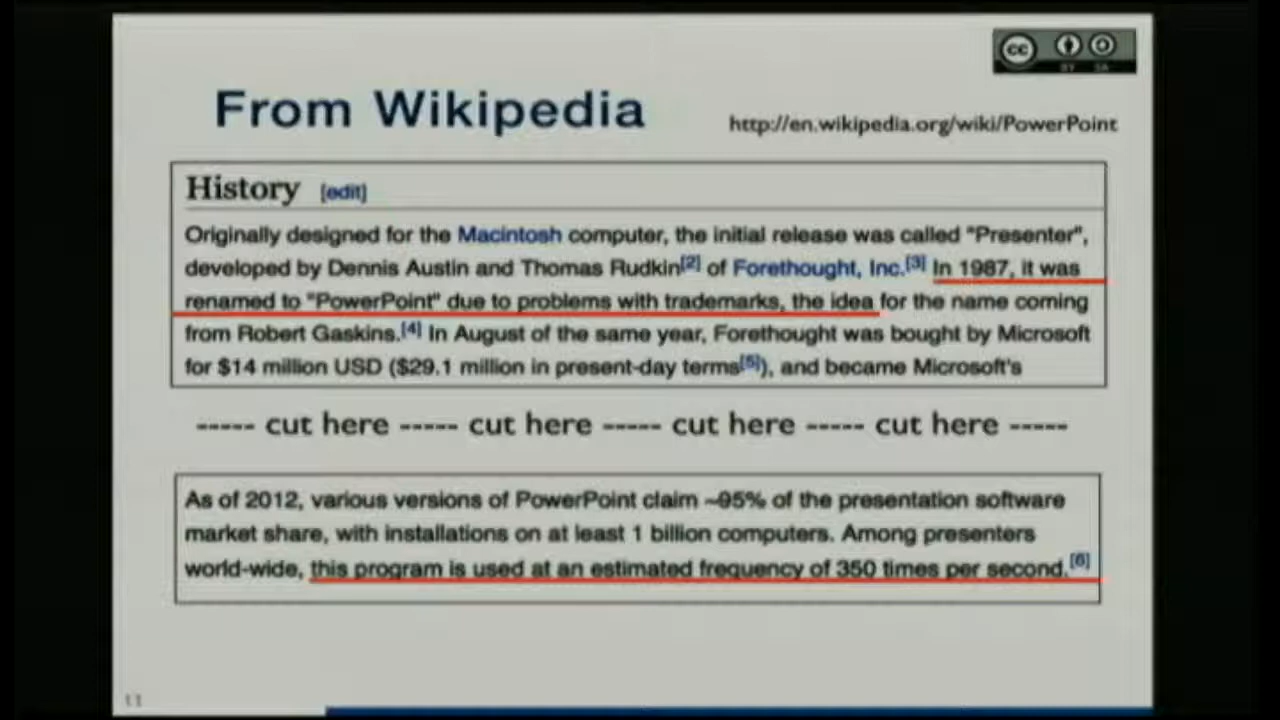 cc
BY SA
From Wikipedia
http://en.wikipedia.org/wiki/PowerPoint
History [edit]
Originally designed for the Macintosh computer, the initial release was called "Presenter",
developed by Dennis Austin and Thomas Rudkin[2] of Forethought, Inc.[3] In 1987, it was
renamed to "PowerPoint" due to problems with trademarks, the idea for the name coming
from Robert Gaskins.[4] In August of the same year, Forethought was bought by Microsoft
for $14 million USD ($29.1 million in present-day terms[5]), and became Microsoft's
----- cut here ----- cut here ----- cut here ----- cut here -----
As of 2012, various versions of PowerPoint claim ~95% of the presentation software
market share, with installations on at least 1 billion computers. Among presenters
world-wide, this program is used at an estimated frequency of 350 times per second.[6]
11